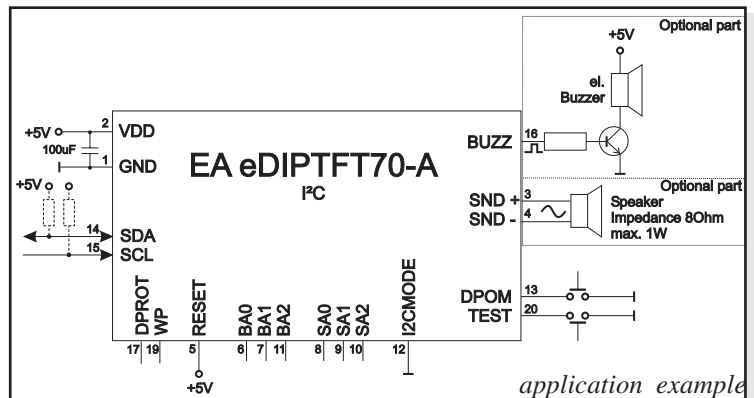 Optional part
+5V
el.
Buzzer
+5V
2
VDD
100uF
1
GND
EA eDIPTFT70-A
I²C
BUZZ
16
+5V
Optional part
SND +
3
SND -
4
Speaker
Impedance 8Ohm
max. 1W
14
SDA
15
SCL
DPOM
13
TEST
20
DPROT
WP
RESET
BA0
BA1
BA2
SA0
SA1
SA2
I2CMODE
17
19
5
6
7
11
8
9
10
12
+5V
application example